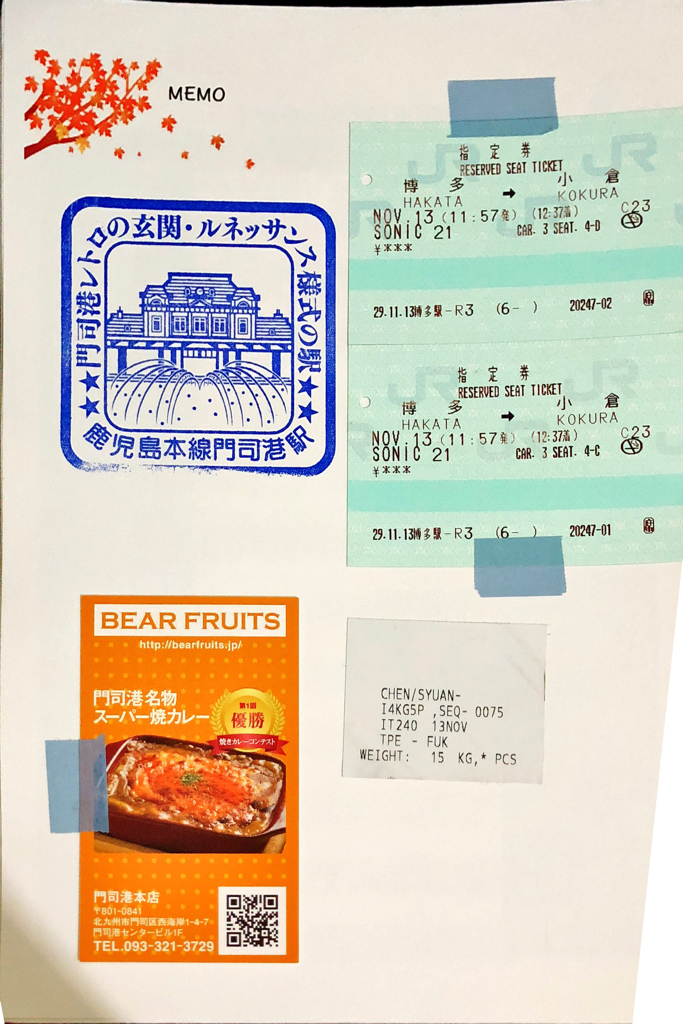 MEMO
門司港レトロの玄関・ルネッサンス様式の駅
★★ ★★
鹿児島本線門司港駅
JR JR
指定券
RESERVED SEAT TICKET
博多 ➡ 小倉
HAKATA KOKURA
NOV.13(11:57発) (12:37着) C23
SONIC 21 CAR. 3 SEAT. 4-D
¥***
29.11.13博多駅-R3 (6- ) 20247-02
JR JR
指定券
RESERVED SEAT TICKET
博多 ➡ 小倉
HAKATA KOKURA
NOV.13(11:57発) (12:37着) C23
SONIC 21 CAR. 3 SEAT. 4-C
¥***
29.11.13博多駅-R3 (6- ) 20247-01
BEAR FRUITS
http://bearfruits.jp/
門司港名物
スーパー焼カレー
第1回
優勝
焼きカレーコンテスト
門司港本店
〒801-0841
北九州市門司区西海岸1-4-7
門司港センタービル1F
TEL.093-321-3729
CHEN/SYUAN-
I4KG5P ,SEQ- 0075
IT240 13NOV
TPE - FUK
WEIGHT: 15 KG,* PCS